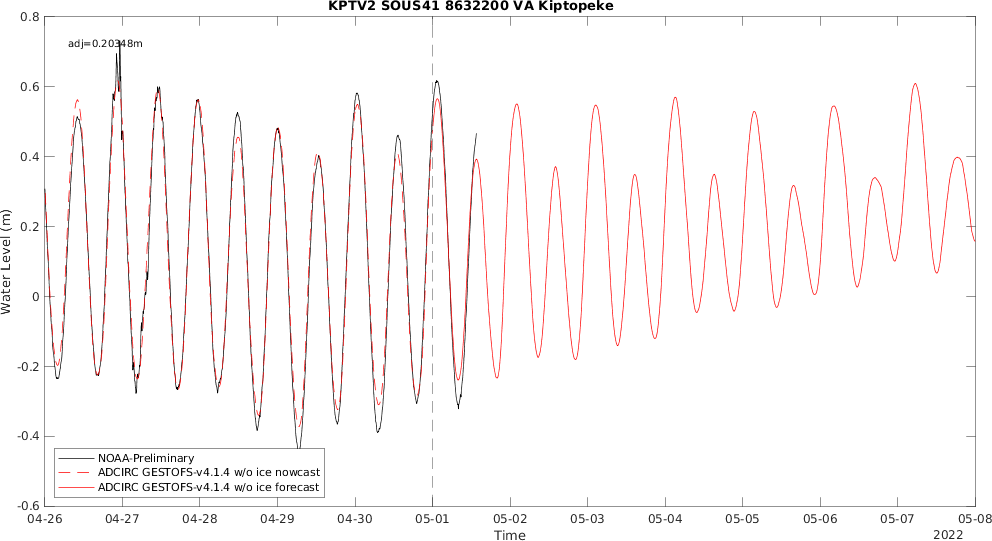 KPTV2 SOUS41 8632200 VA Kiptopeke
adj=0.20348m
0.8
0.6
0.4
0.2
0
-0.2
-0.4
-0.6
Water Level (m)
NOAA-Preliminary
ADCIRC GESTOFS-v4.1.4 w/o ice nowcast
ADCIRC GESTOFS-v4.1.4 w/o ice forecast
04-26 04-27 04-28 04-29 04-30 05-01 05-02 05-03 05-04 05-05 05-06 05-07 05-08
Time
2022